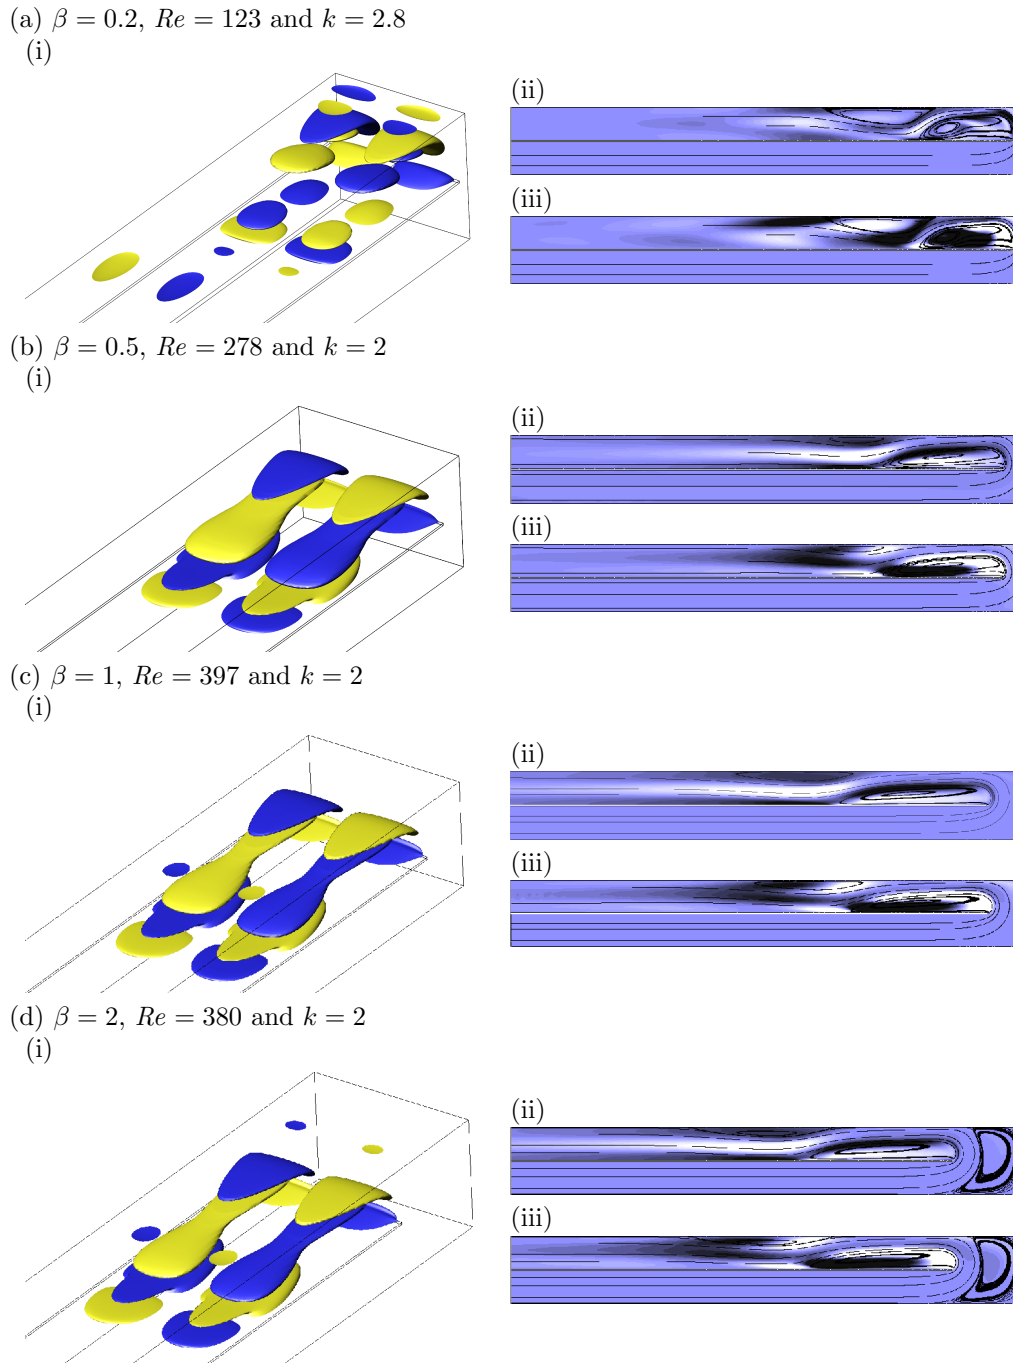 (a) β = 0.2, Re = 123 and k = 2.8
(i)
(ii)
(iii)
(b) β = 0.5, Re = 278 and k = 2
(i)
(ii)
(iii)
(c) β = 1, Re = 397 and k = 2
(i)
(ii)
(iii)
(d) β = 2, Re = 380 and k = 2
(i)
(ii)
(iii)